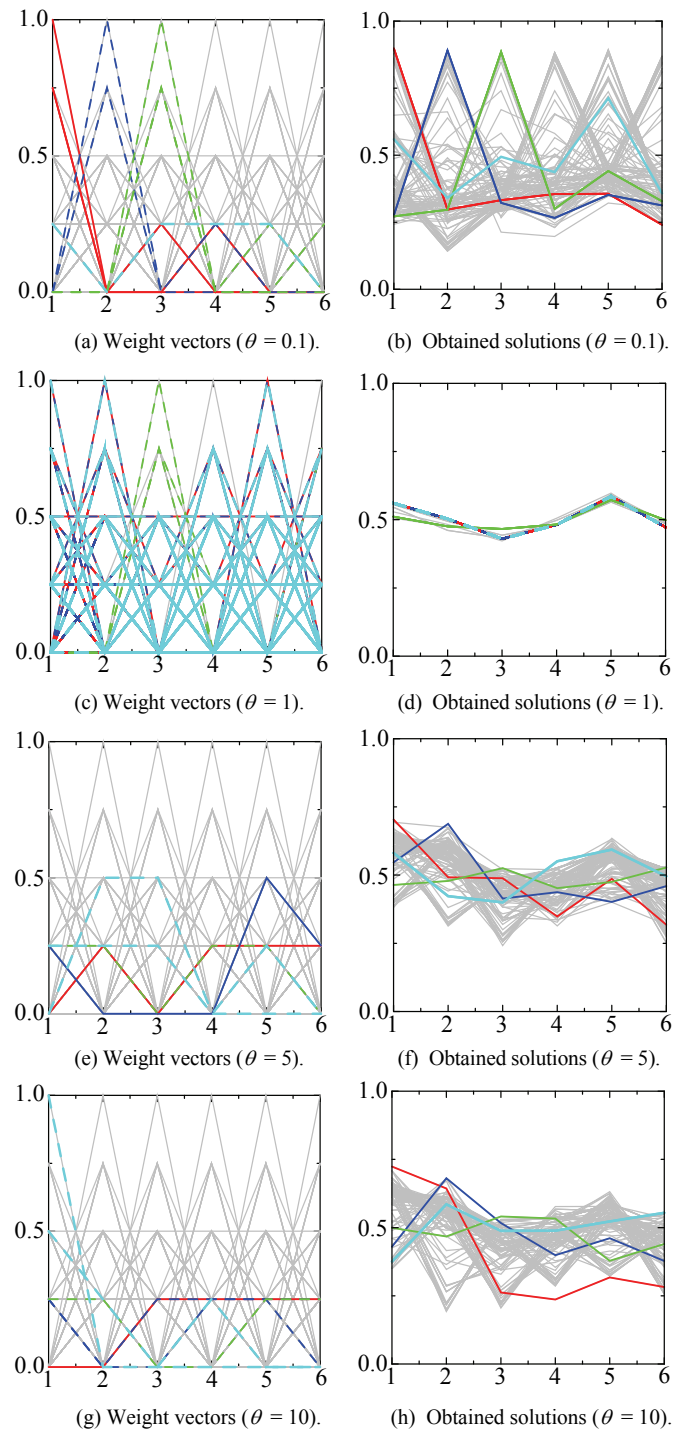 1.0
0.5
0.0
1 2 3 4 5 6
(a) Weight vectors (θ = 0.1).
1.0
0.5
0.0
1 2 3 4 5 6
(b) Obtained solutions (θ = 0.1).
1.0
0.5
0.0
1 2 3 4 5 6
(c) Weight vectors (θ = 1).
1.0
0.5
0.0
1 2 3 4 5 6
(d) Obtained solutions (θ = 1).
1.0
0.5
0.0
1 2 3 4 5 6
(e) Weight vectors (θ = 5).
1.0
0.5
0.0
1 2 3 4 5 6
(f) Obtained solutions (θ = 5).
1.0
0.5
0.0
1 2 3 4 5 6
(g) Weight vectors (θ = 10).
1.0
0.5
0.0
1 2 3 4 5 6
(h) Obtained solutions (θ = 10).